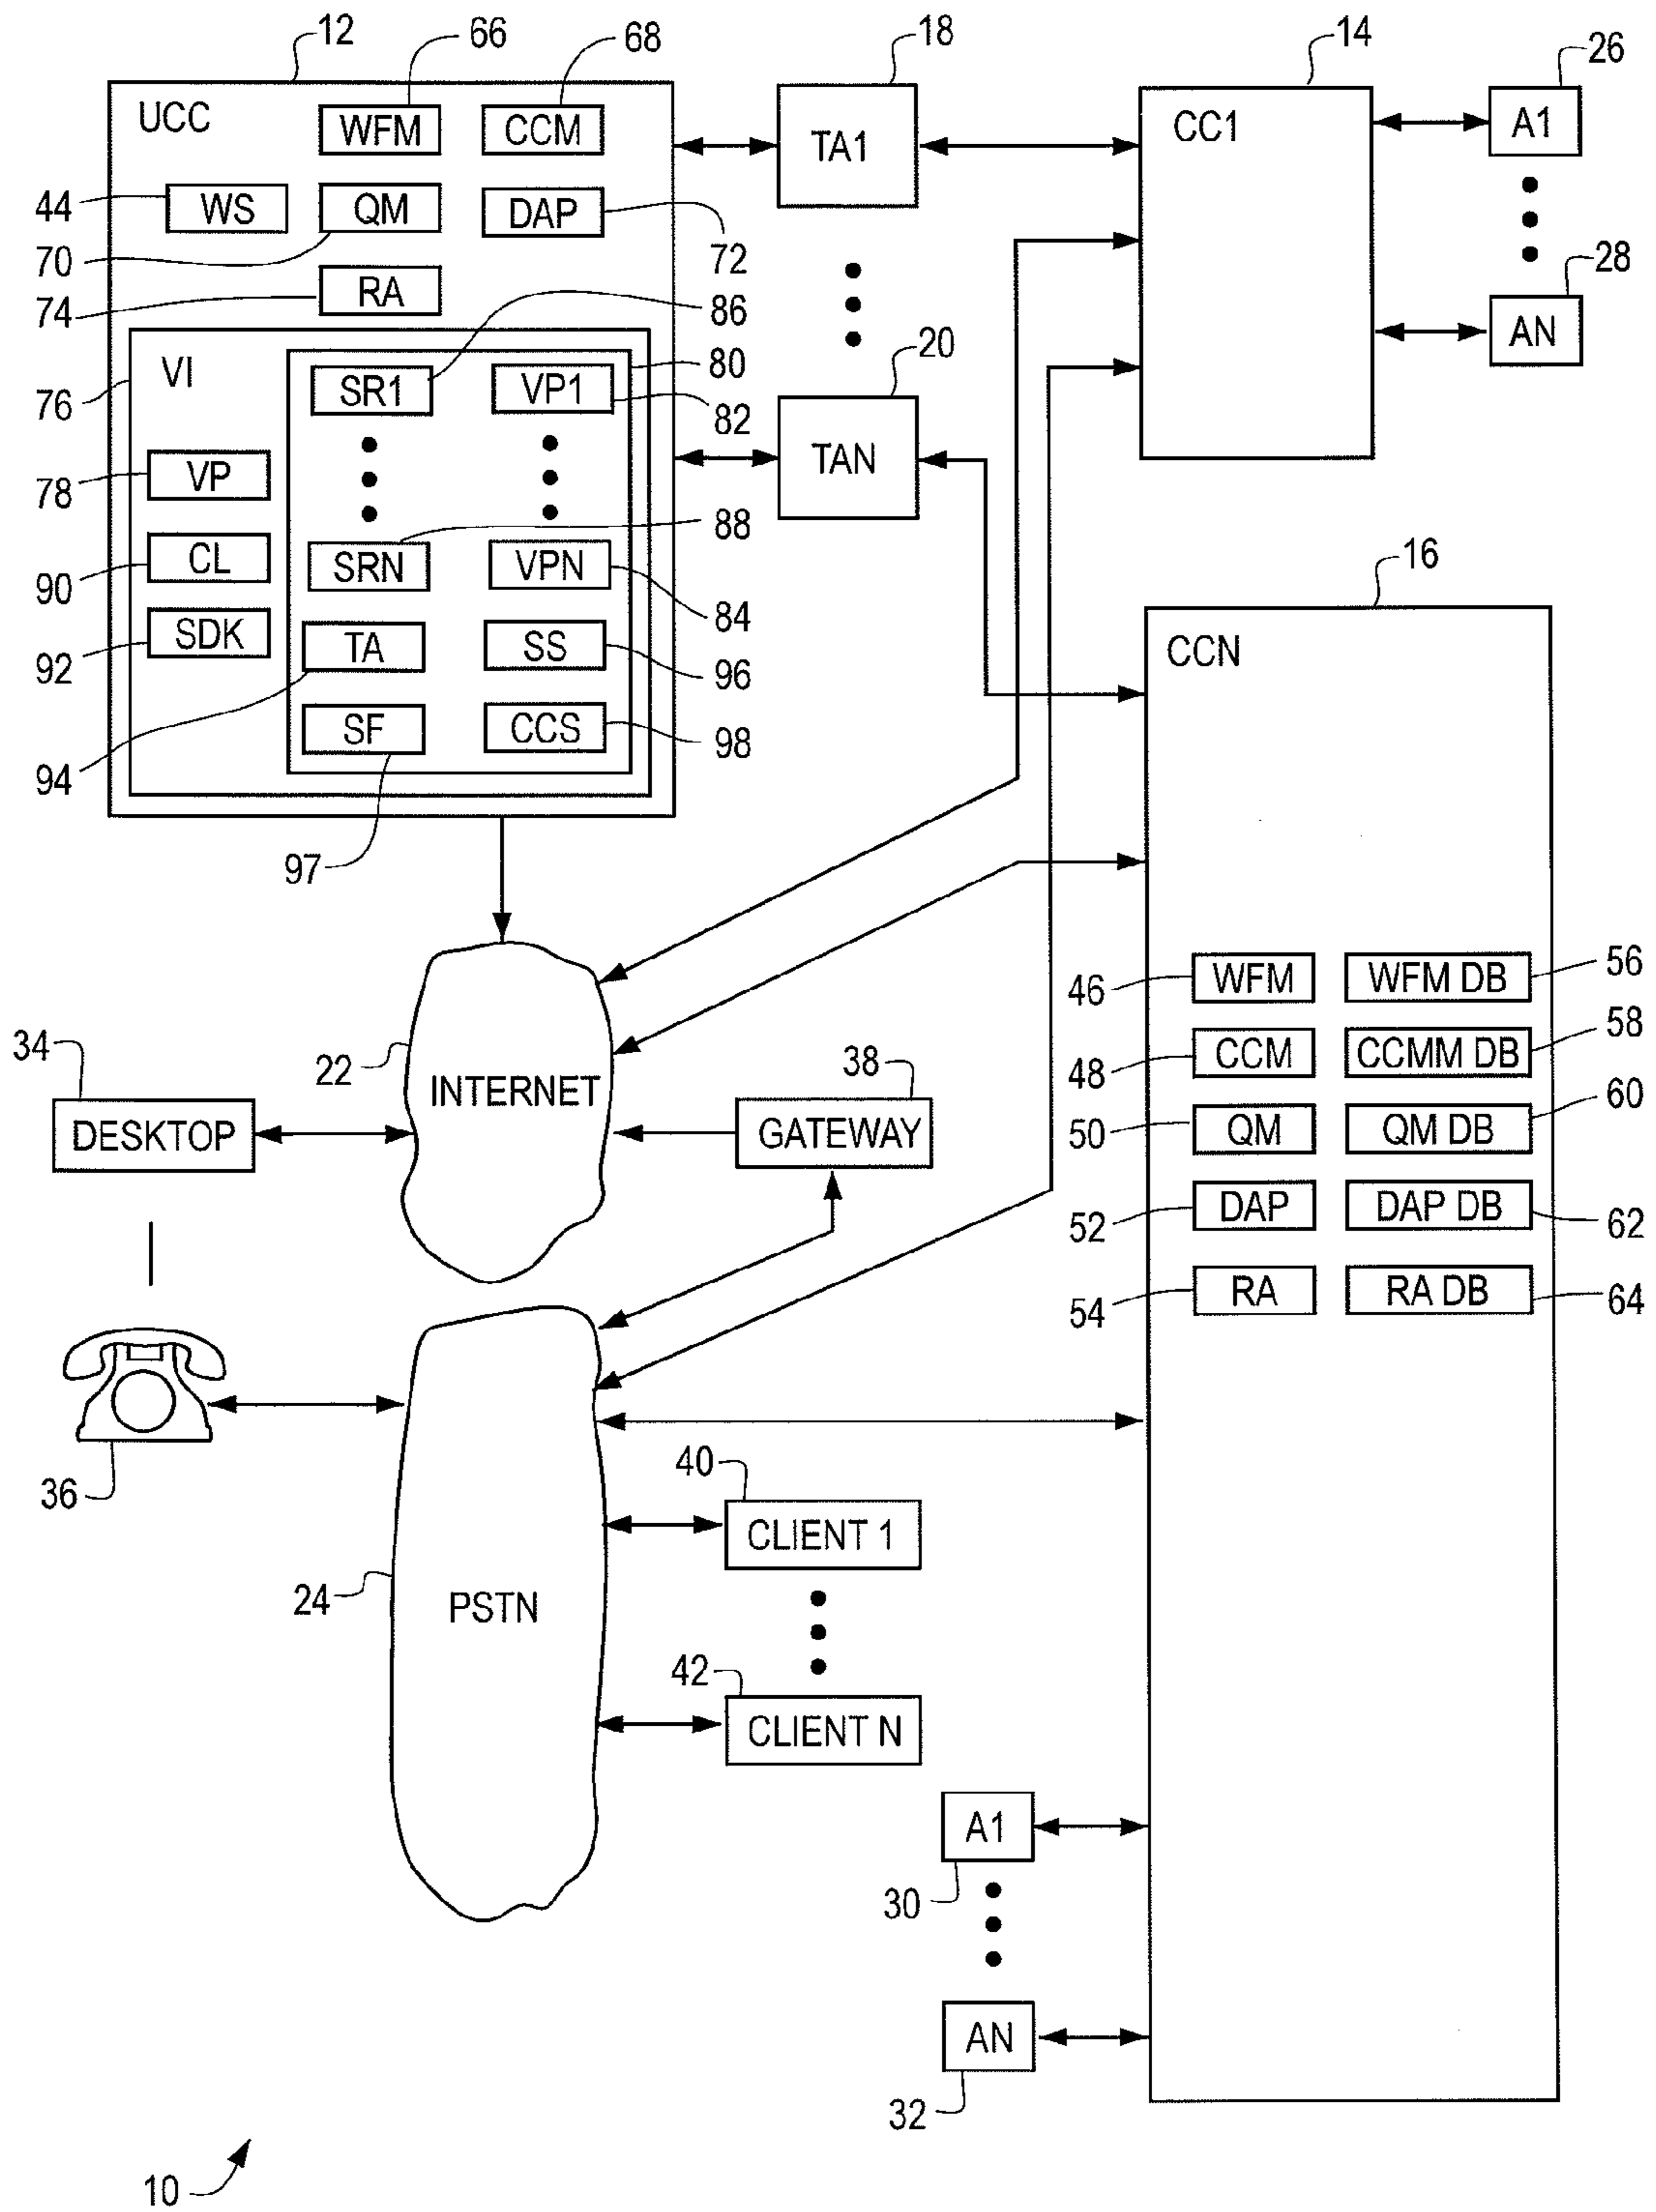 12
66
68
18
14
26
UCC
WFM
CCM
TA1
CC1
A1
44
WS
QM
DAP
70
72
74
RA
86
28
AN
VI
80
20
76
SR1
VP1
82
TAN
78
VP
88
90
CL
SRN
VPN
84
16
92
SDK
TA
SS
96
CCN
94
SF
CCS
98
97
46
WFM
WFM DB
56
34
22
38
48
CCM
CCMM DB
58
INTERNET
DESKTOP
GATEWAY
50
QM
QM DB
60
52
DAP
DAP DB
62
54
RA
RA DB
64
36
40
CLIENT 1
24
PSTN
42
CLIENT N
A1
30
AN
32
10